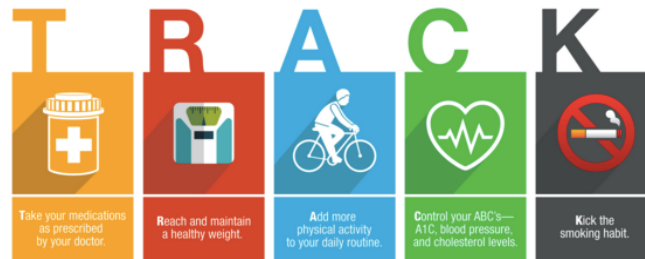 T R A C K
Take your medications
as prescribed
by your doctor.
Reach and maintain
a healthy weight.
Add more
physical activity
to your daily routine.
Control your ABC's—
A1C, blood pressure,
and cholesterol levels.
Kick the
smoking habit.